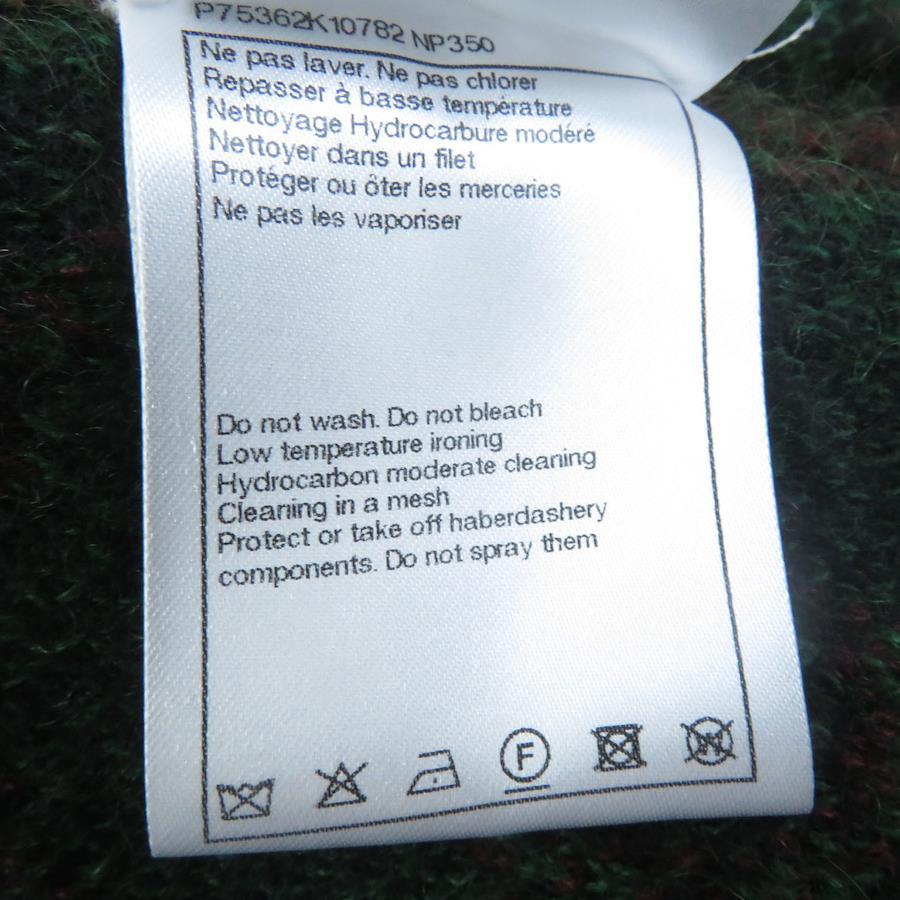 P75362K10782 NP350
Ne pas laver. Ne pas chlorer
Repasser à basse température
Nettoyage Hydrocarbure modéré
Nettoyer dans un filet
Protéger ou ôter les merceries
Ne pas les vaporiser
Do not wash. Do not bleach
Low temperature ironing
Hydrocarbon moderate cleaning
Cleaning in a mesh
Protect or take off haberdashery
components. Do not spray them
F W